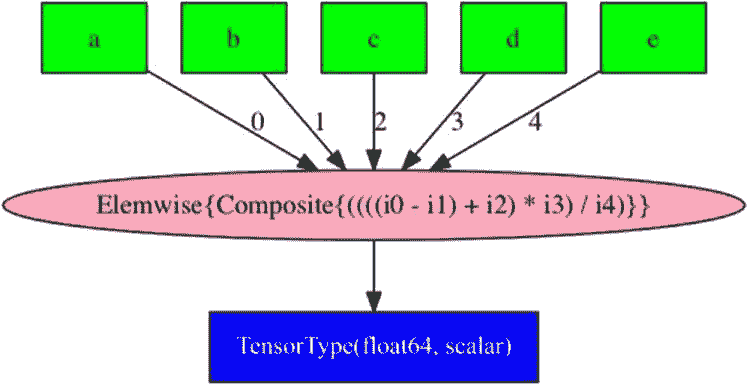 a b c d e
0 1 2 3 4
Elemwise{Composite{((((i0 - i1) + i2) * i3) / i4)}}
TensorType(float64, scalar)